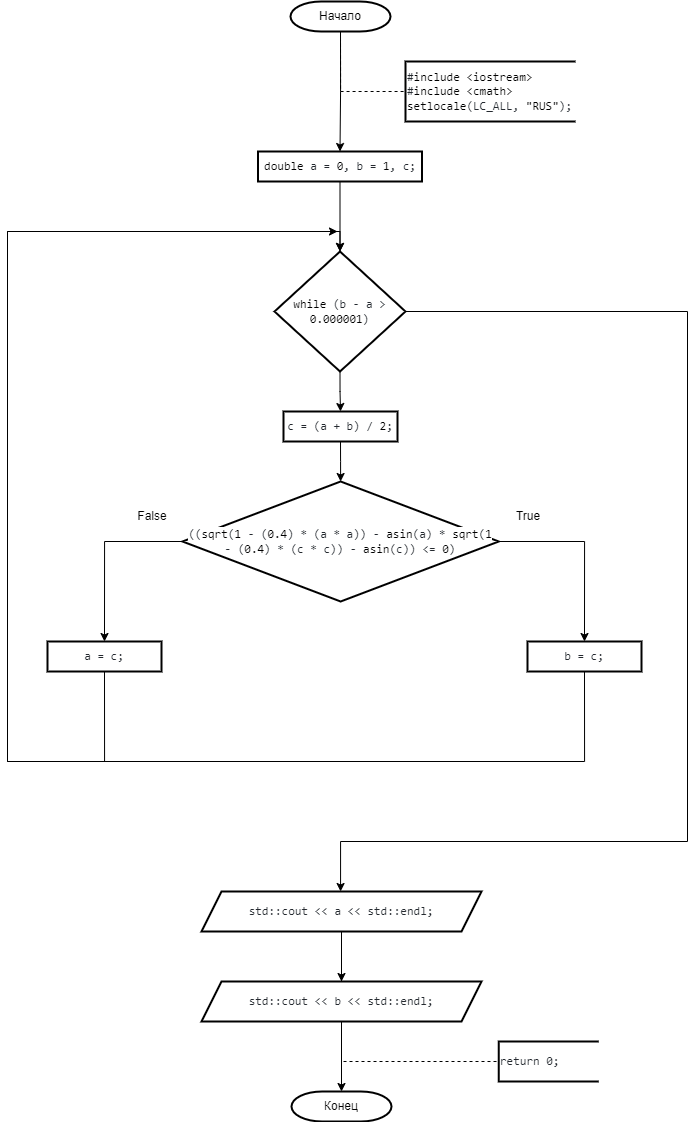 Начало
#include <iostream>
#include <cmath>
setlocale(LC_ALL, "RUS");
double a = 0, b = 1, c;
while (b - a >
0.000001)
c = (a + b) / 2;
False
True
((sqrt(1 - (0.4) * (a * a)) - asin(a) * sqrt(1
- (0.4) * (c * c)) - asin(c)) <= 0)
a = c;
b = c;
std::cout << a << std::endl;
std::cout << b << std::endl;
return 0;
Конец